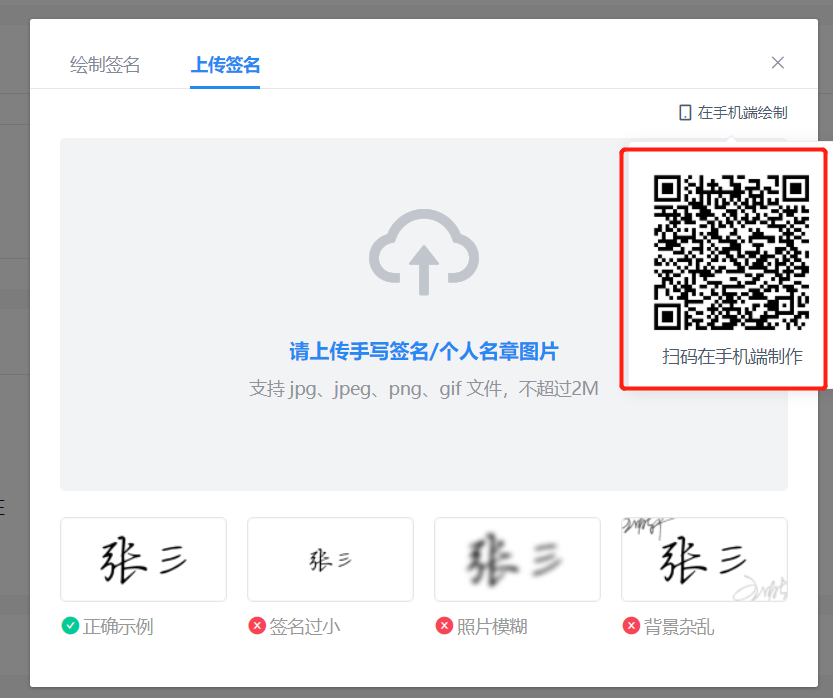 绘制签名
上传签名
在手机端绘制
扫码在手机端制作
请上传手写签名/个人名章图片
支持 jpg、jpeg、png、gif 文件，不超过2M
张三
张三
张三
张三
正确示例
签名过小
照片模糊
背景杂乱